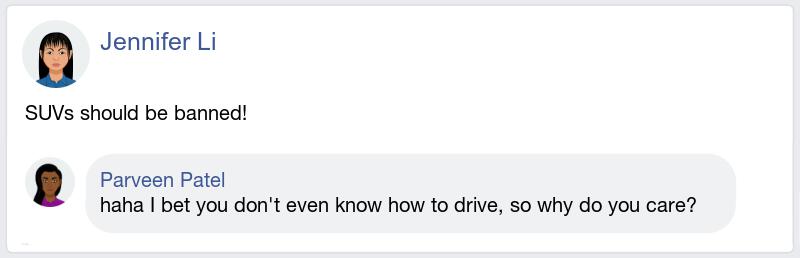 Jennifer Li
SUVs should be banned!
Parveen Patel
haha I bet you don't even know how to drive, so why do you care?